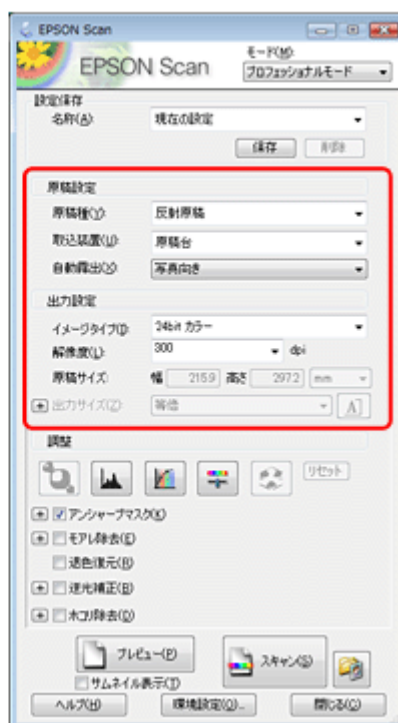 EPSON Scan
EPSON Scan
モード(M):
プロフェッショナルモード
設定保存
名称(A):
現在の設定
保存
削除
原稿設定
原稿種(Y):
反射原稿
取込装置(U):
原稿台
自動露出(X):
写真向き
出力設定
イメージタイプ(I):
24bit カラー
解像度(L):
300
dpi
原稿サイズ:
幅 215.9 高さ 297.2 mm
出力サイズ(Z):
等倍
調整
リセット
アンシャープマスク(K)
モアレ除去(E)
退色復元(R)
逆光補正(B)
ホコリ除去(D)
プレビュー(P)
スキャン(S)
サムネイル表示(T)
ヘルプ(H)
環境設定(O)...
閉じる(C)